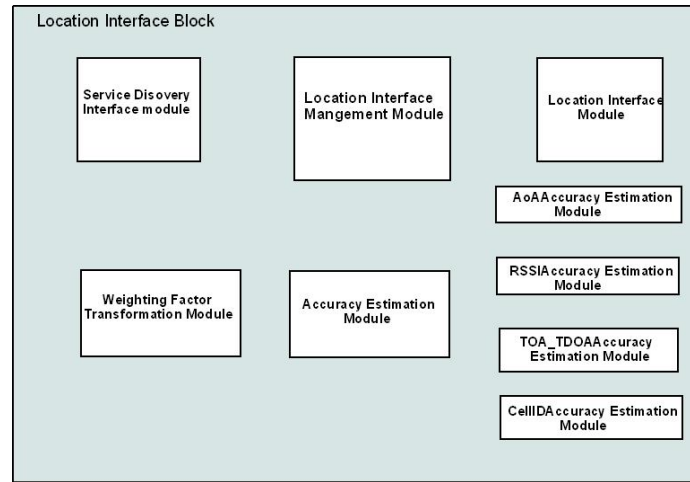 Location Interface Block
Service Disovery
Interface module
Location Interface
Mangement Module
Location Interface
Module
AoAAccuracy Estimation
Module
RSSIAccuracy Estimation
Module
Weighting Factor
Transformation Module
Accuracy Estimation
Module
TOA_TDOAAccuracy
Estimation Module
CellIDAccuracy Estimation
Module